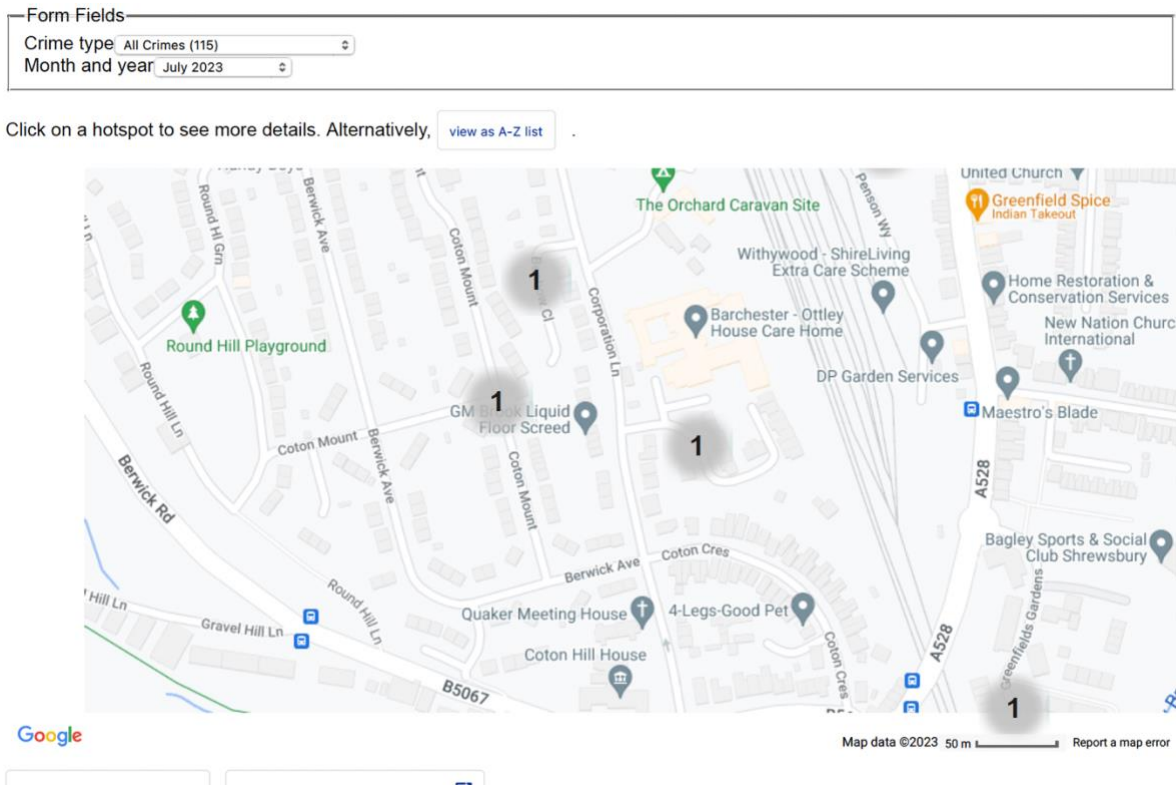 Form Fields
Crime type All Crimes (115)
Month and year July 2023
Click on a hotspot to see more details. Alternatively, view as A-Z list .
United Church
Greenfield Spice
Indian Takeout
The Orchard Caravan Site
Penson Wy
Round Hl Grn
Berwick Ave
Coton Mount
Withywood - ShireLiving
Extra Care Scheme
Home Restoration &
Conservation Services
1
Cl
Corporation Ln
Barchester - Ottley
House Care Home
New Nation Churc
International
Round Hill Playground
DP Garden Services
Round Hill Ln
1
GM Brook Liquid
Floor Screed
Maestro's Blade
Coton Mount
1
Berwick Ave
Berwick Rd
Coton Mount
A528
Bagley Sports & Social
Club Shrewsbury
Coton Cres
Berwick Ave
Hill Ln
Round Hill Ln
Gravel Hill Ln
Quaker Meeting House
4-Legs-Good Pet
Greenfields Gardens
A528
Coton Cres
Coton Hill House
B5067
1
Google
Map data ©2023 50 m Report a map error